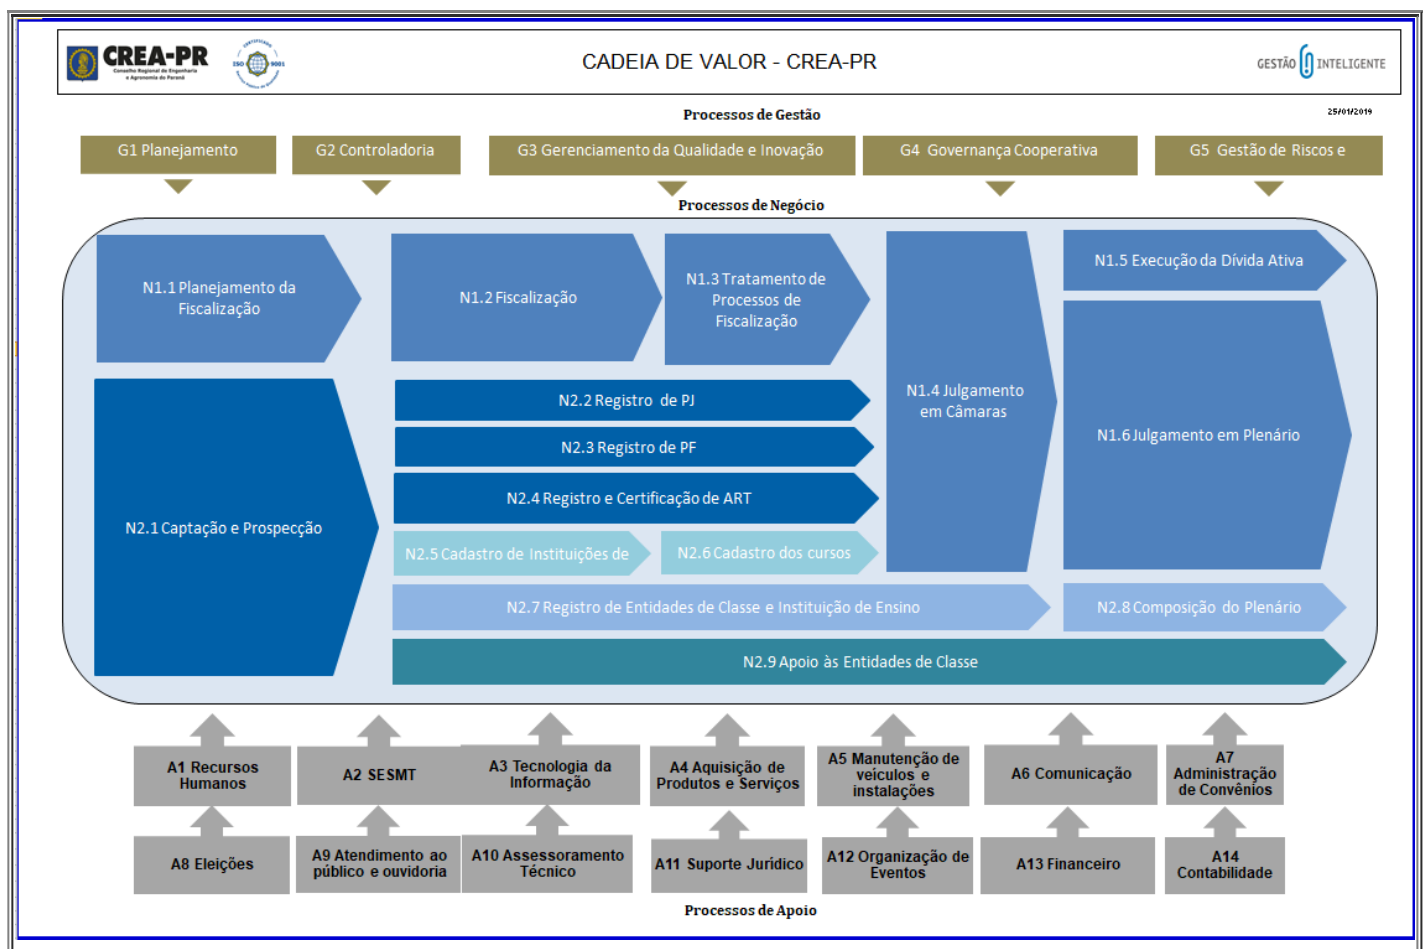 CREA-PR
Conselho Regional de Engenharia
e Agronomia do Paraná
CERTIFICADO
ISO 9001
CADEIA DE VALOR - CREA-PR
GESTÃO INTELIGENTE
Processos de Gestão
25/01/2019
G1 Planejamento
G2 Controladoria
G3 Gerenciamento da Qualidade e Inovação
G4 Governança Cooperativa
G5 Gestão de Riscos e
Processos de Negócio
N1.1 Planejamento da
Fiscalização
N1.2 Fiscalização
N1.3 Tratamento de
Processos de
Fiscalização
N1.4 Julgamento
em Câmaras
N1.5 Execução da Dívida Ativa
N1.6 Julgamento em Plenário
N2.1 Captação e Prospecção
N2.2 Registro de PJ
N2.3 Registro de PF
N2.4 Registro e Certificação de ART
N2.5 Cadastro de Instituições de
N2.6 Cadastro dos cursos
N2.7 Registro de Entidades de Classe e Instituição de Ensino
N2.8 Composição do Plenário
N2.9 Apoio às Entidades de Classe
A1 Recursos
Humanos
A2 SESMT
A3 Tecnologia da
Informação
A4 Aquisição de
Produtos e Serviços
A5 Manutenção de
veículos e
instalações
A6 Comunicação
A7
Administração
de Convênios
A8 Eleições
A9 Atendimento ao
público e ouvidoria
A10 Assessoramento
Técnico
A11 Suporte Jurídico
A12 Organização de
Eventos
A13 Financeiro
A14
Contabilidade
Processos de Apoio